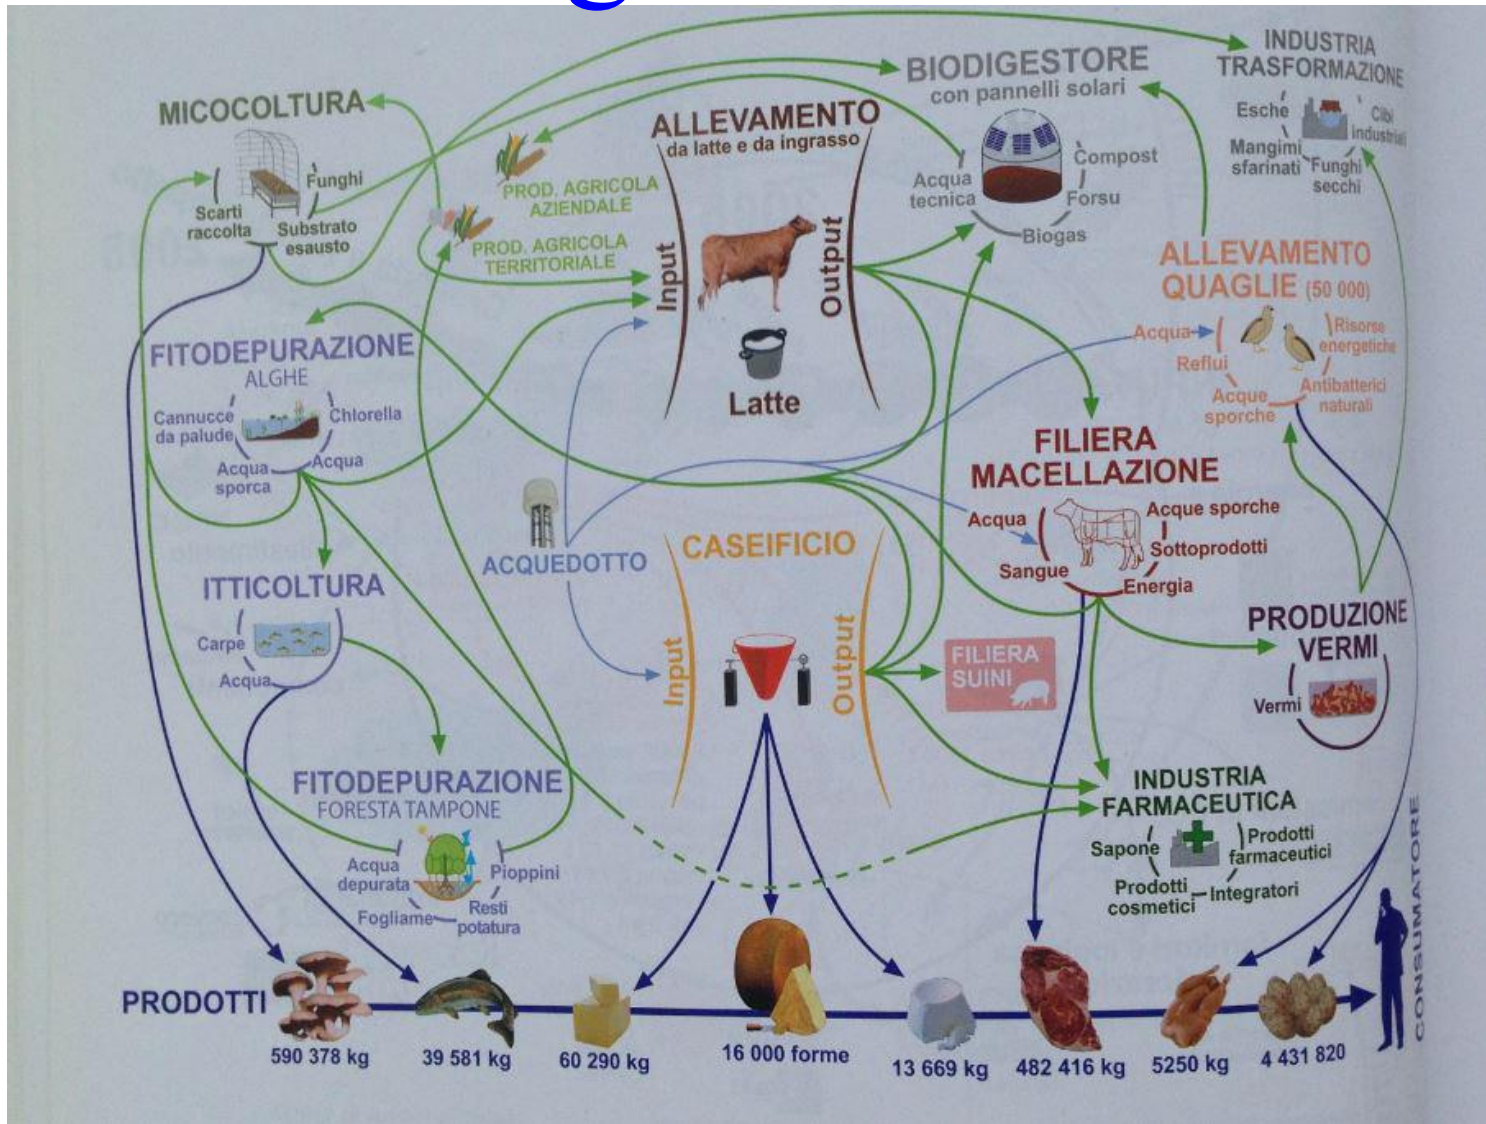 MICOCOLTURA
Funghi
Scarti
raccolta
Substrato
esausto
PROD. AGRICOLA
AZIENDALE
PROD. AGRICOLA
TERRITORIALE
ALLEVAMENTO
da latte e da ingrasso
Input
Output
Latte
BIODIGESTORE
con pannelli solari
Acqua
tecnica
Compost
Forsu
Biogas
INDUSTRIA
TRASFORMAZIONE
Esche
Cibi
industriali
Mangimi
sfarinati
Funghi
secchi
ALLEVAMENTO
QUAGLIE (50 000)
Acqua
Risorse
energetiche
Reflui
Acque
sporche
Antibatterici
naturali
FITODEPURAZIONE
ALGHE
Cannucce
da palude
Chlorella
Acqua
sporca
Acqua
FILIERA
MACELLAZIONE
Acqua
Acque sporche
Sottoprodotti
Sangue
Energia
ACQUEDOTTO
CASEIFICIO
Input
Output
FILIERA
SUINI
ITTICOLTURA
Carpe
Acqua
PRODUZIONE
VERMI
Vermi
FITODEPURAZIONE
FORESTA TAMPONE
Acqua
depurata
Pioppini
Fogliame
Resti
potatura
INDUSTRIA
FARMACEUTICA
Sapone
Prodotti
farmaceutici
Prodotti
cosmetici
Integratori
PRODOTTI
590 378 kg
39 581 kg
60 290 kg
16 000 forme
13 669 kg
482 416 kg
5250 kg
4 431 820
CONSUMATORE